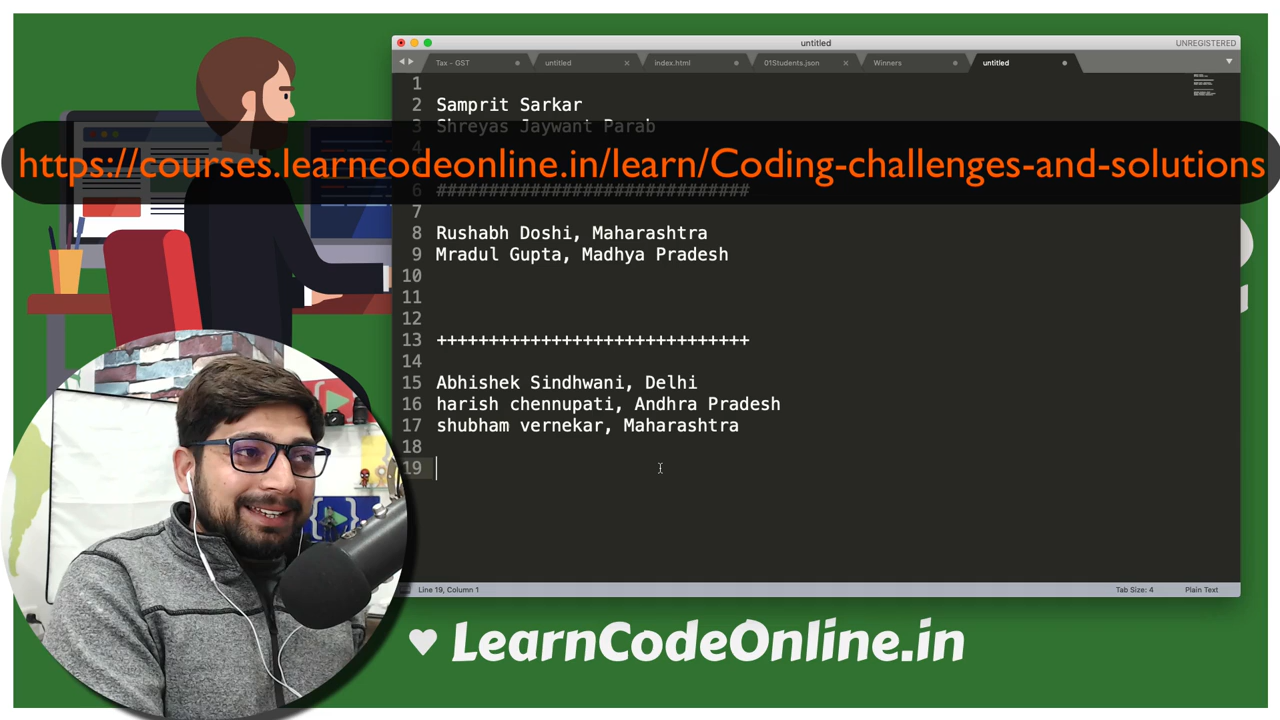 untitled
UNREGISTERED
Tax - GST
untitled
index.html
01Students.json
Winners
untitled
1
2 Samprit Sarkar
3 Shreyas Jaywant Parab
https://courses.learncodeonline.in/learn/Coding-challenges-and-solutions
6 ##############################
7
8 Rushabh Doshi, Maharashtra
9 Mradul Gupta, Madhya Pradesh
10
11
12
13 ++++++++++++++++++++++++++++++
14
15 Abhishek Sindhwani, Delhi
16 harish chennupati, Andhra Pradesh
17 shubham vernekar, Maharashtra
18
19
Line 19, Column 1
Tab Size: 4
Plain Text
LearnCodeOnline.in